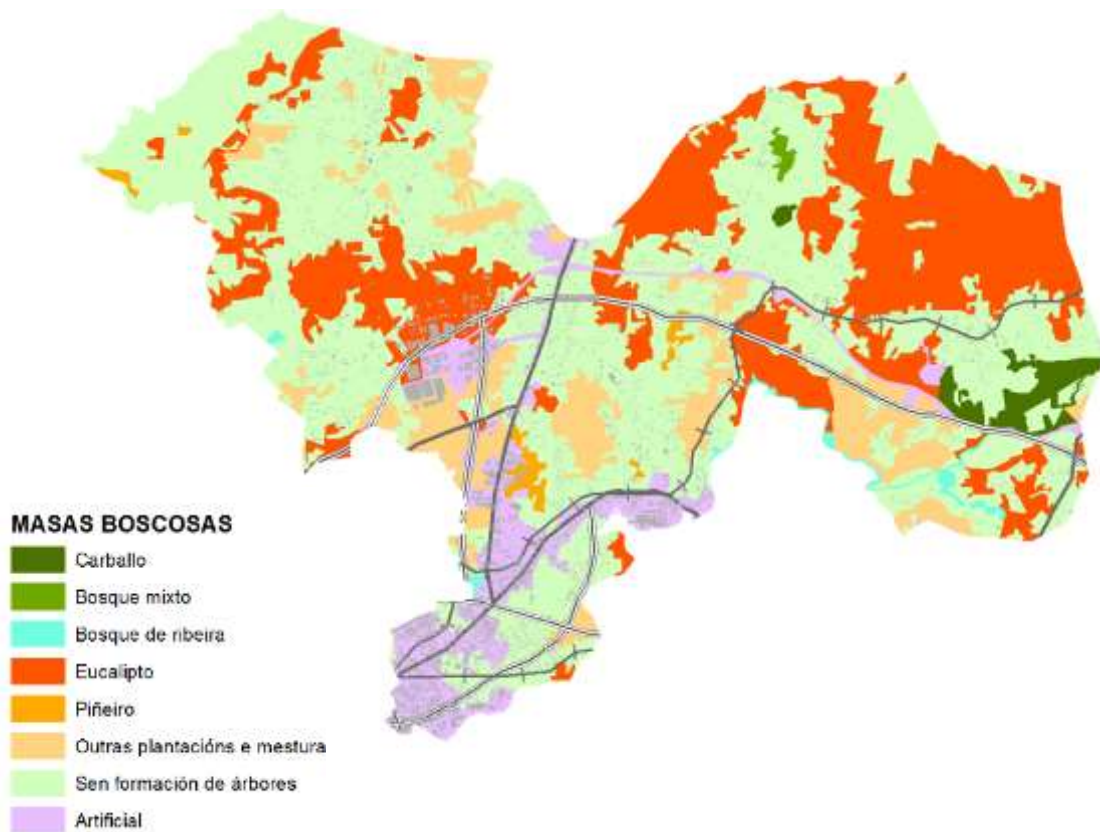 MASAS BOSCOSAS
Carballo
Bosque mixto
Bosque de ribeira
Eucalipto
Piñeiro
Outras plantacións e mestura
Sen formación de árbores
Artificial